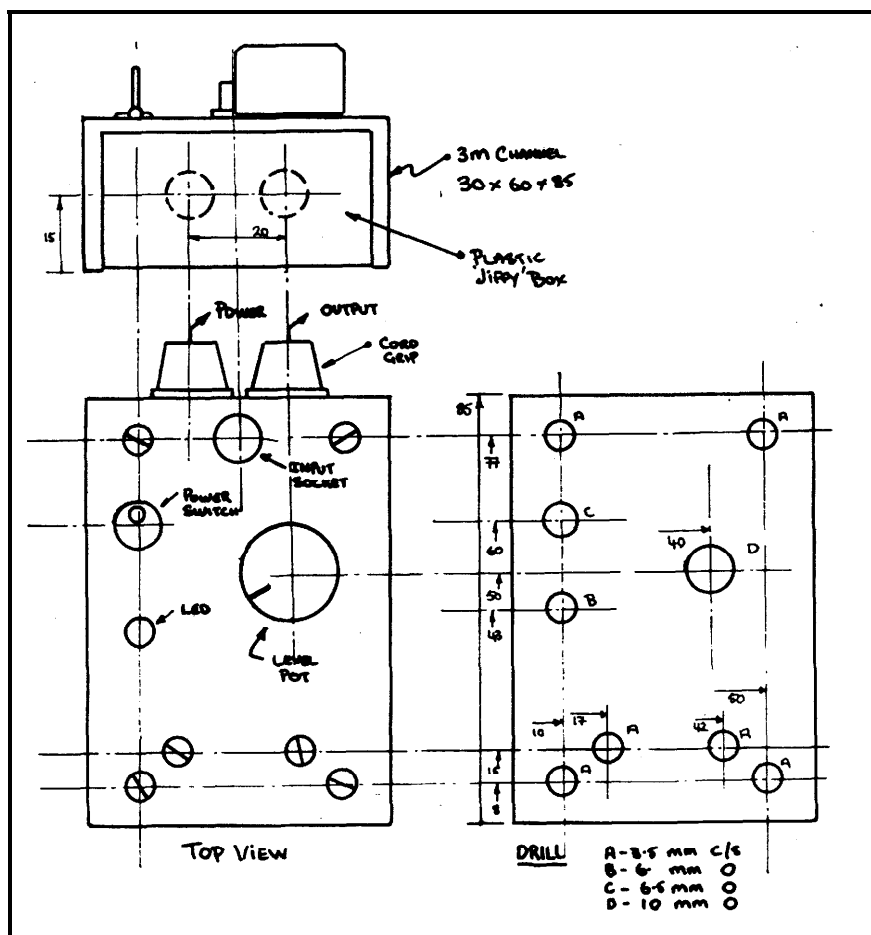 3M CHANNEL
30 x 60 x 85
PLASTIC
'JIFFY' BOX
15
20
POWER
OUTPUT
CORD
GRIP
INPUT
SOCKET
POWER
SWITCH
LED
LEVEL
POT
TOP VIEW
85
A
A
77
C
60
40
D
50
B
43
50
10
17
A
42
A
15
A
A
8
DRILL
A - 3.5 mm C/S
B - 6 mm O
C - 6.5 mm O
D - 10 mm O